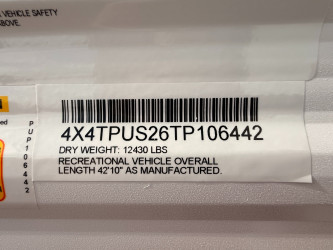 VEHICLE SAFETY
ABOVE.
4X4TPUS26TP106442
DRY WEIGHT: 12430 LBS
RECREATIONAL VEHICLE OVERALL
LENGTH 42'10" AS MANUFACTURED.
PUP106442